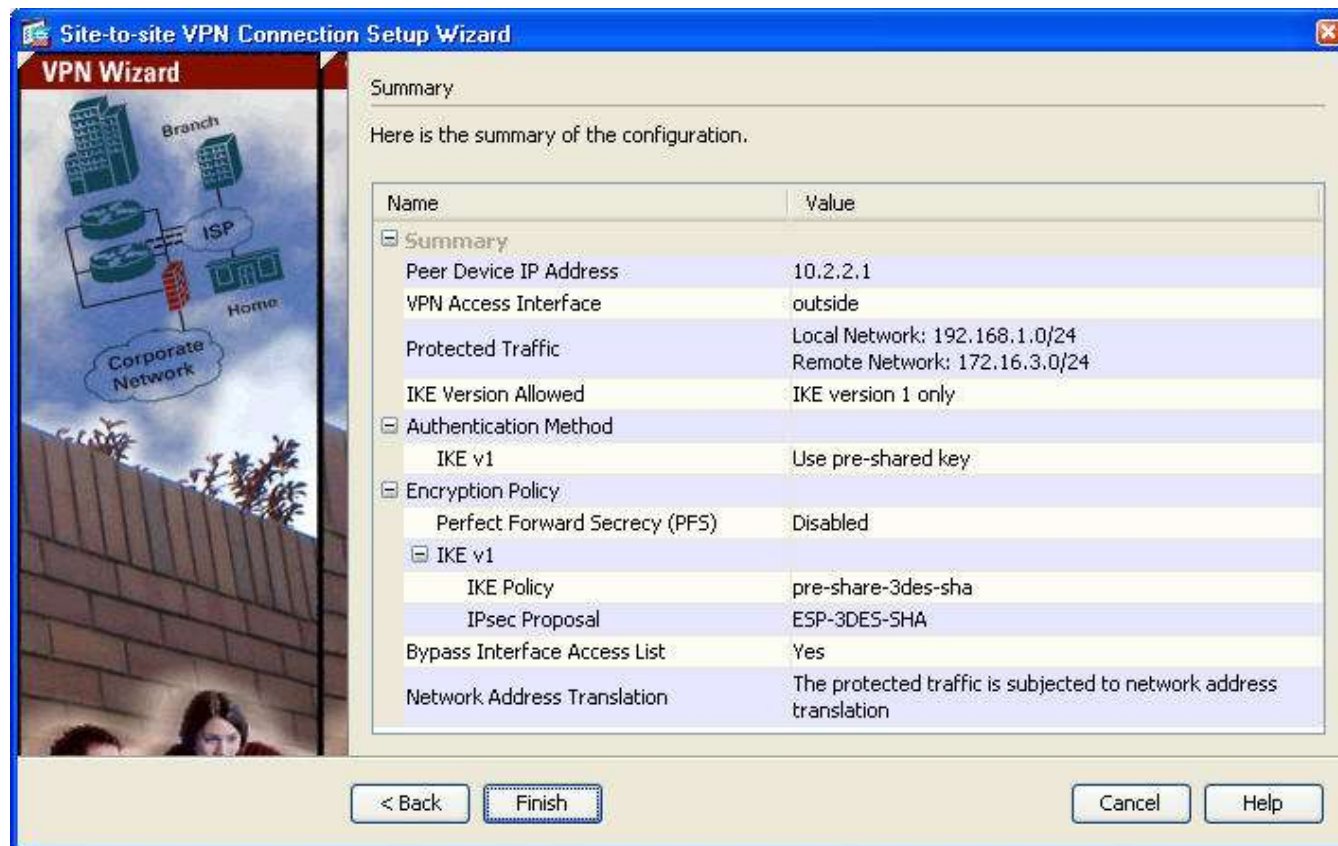 Site-to-site VPN Connection Setup Wizard
VPN Wizard
Branch
ISP
Home
Corporate
Network
Summary
Here is the summary of the configuration.
Name Value
Summary
Peer Device IP Address 10.2.2.1
VPN Access Interface outside
Protected Traffic Local Network: 192.168.1.0/24
Remote Network: 172.16.3.0/24
IKE Version Allowed IKE version 1 only
Authentication Method
IKE v1 Use pre-shared key
Encryption Policy
Perfect Forward Secrecy (PFS) Disabled
IKE v1
IKE Policy pre-share-3des-sha
IPsec Proposal ESP-3DES-SHA
Bypass Interface Access List Yes
Network Address Translation The protected traffic is subjected to network address
translation
< Back Finish Cancel Help